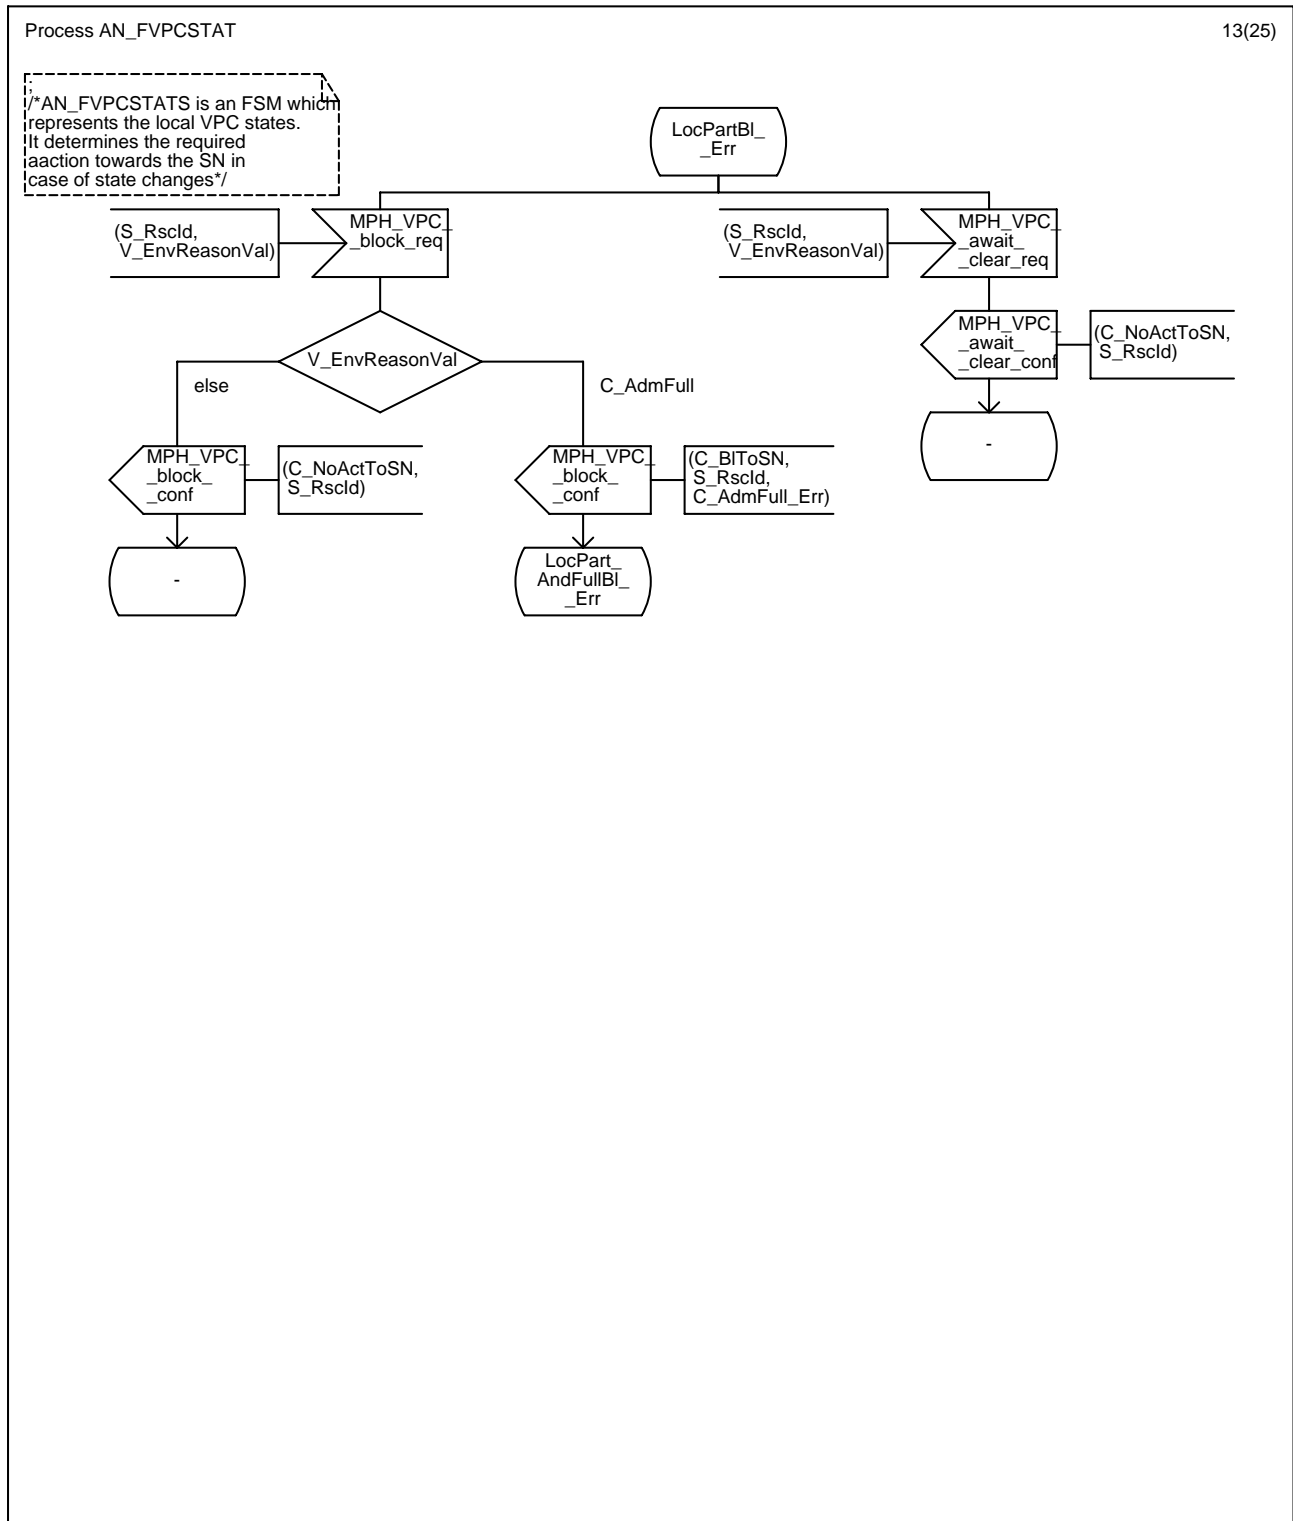 Process AN_FVPCSTAT
13(25)
;
/*AN_FVPCSTATS is an FSM which
represents the local VPC states.
It determines the required
aaction towards the SN in
case of state changes*/
LocPartBl_
_Err
(S_RscId,
V_EnvReasonVal)
MPH_VPC_
_block_req
(S_RscId,
V_EnvReasonVal)
MPH_VPC_
_await_
_clear_req
V_EnvReasonVal
MPH_VPC_
_await_
_clear_conf
(C_NoActToSN,
S_RscId)
else
C_AdmFull
-
MPH_VPC_
_block_
_conf
(C_NoActToSN,
S_RscId)
MPH_VPC_
_block_
_conf
(C_BlToSN,
S_RscId,
C_AdmFull_Err)
-
LocPart_
AndFullBl_
_Err